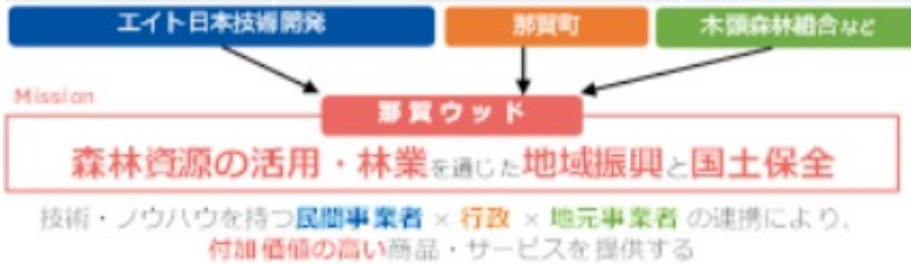 エイト日本技術開発
那賀町
木頭森林組合など
Mission
那賀ウッド
森林資源の活用・林業を通じた地域振興と国土保全
技術・ノウハウを持つ民間事業者 × 行政 × 地元事業者 の連携により、
付加価値の高い商品・サービスを提供する